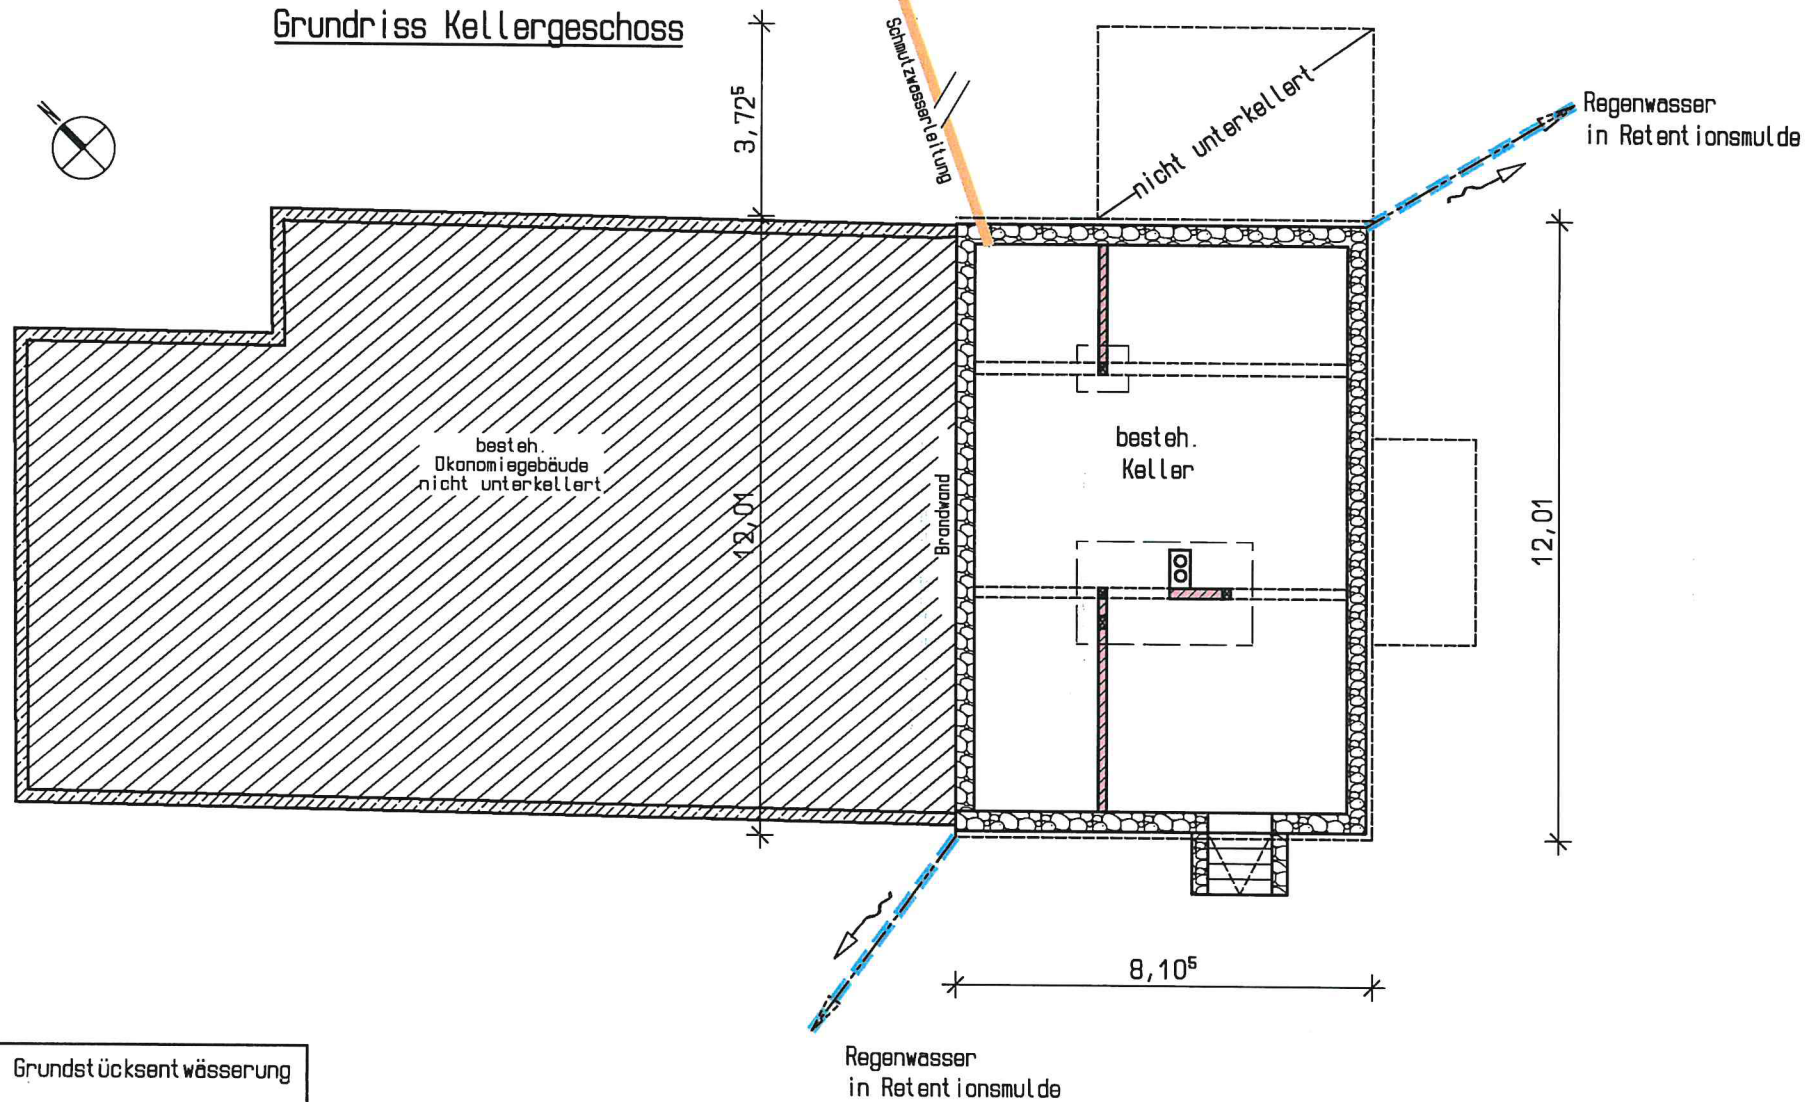 Grundriss Kellergeschoss
3,72⁵
Schmutzwasserleitung
nicht unterkellert
Regenwasser
in Retentionsmulde
besteh.
Okonomiegebäude
nicht unterkellert
12,01
Brandwand
besteh.
Keller
12,01
8,10⁵
Regenwasser
in Retentionsmulde
Grundstücksentwässerung